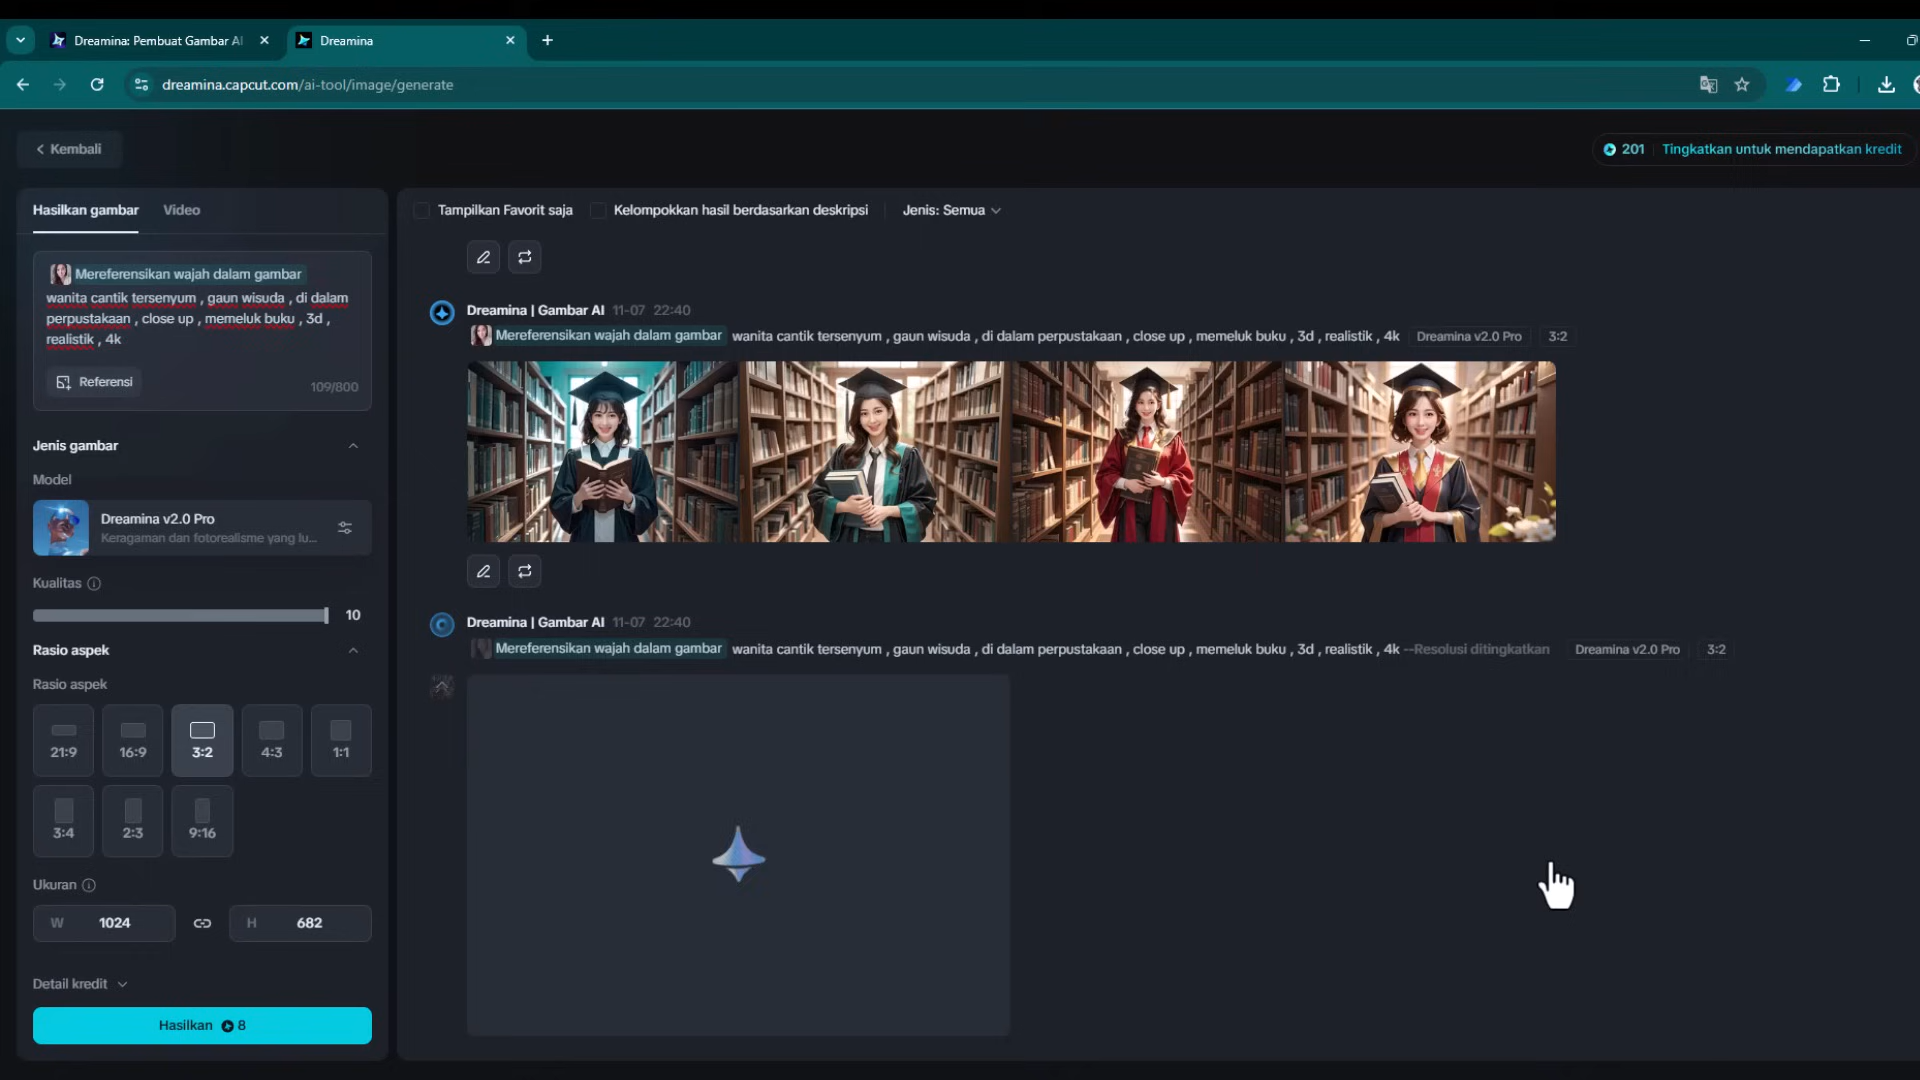 Dreamina: Pembuat Gambar AI
Dreamina
dreamina.capcut.com/ai-tool/image/generate
Kembali
201 Tingkatkan untuk mendapatkan kredit
Hasilkan gambar Video
Mereferensikan wajah dalam gambar
wanita cantik tersenyum , gaun wisuda , di dalam
perpustakaan , close up , memeluk buku , 3d ,
realistik , 4k
Referensi 109/800
Jenis gambar
Model
Dreamina v2.0 Pro
Keragaman dan fotorealisme yang lu...
Kualitas
10
Rasio aspek
Rasio aspek
21:9 16:9 3:2 4:3 1:1
3:4 2:3 9:16
Ukuran
W 1024 H 682
Detail kredit
Hasilkan 8
Tampilkan Favorit saja Kelompokkan hasil berdasarkan deskripsi Jenis: Semua
Dreamina | Gambar AI 11-07 22:40
Mereferensikan wajah dalam gambar wanita cantik tersenyum , gaun wisuda , di dalam perpustakaan , close up , memeluk buku , 3d , realistik , 4k Dreamina v2.0 Pro 3:2
Dreamina | Gambar AI 11-07 22:40
Mereferensikan wajah dalam gambar wanita cantik tersenyum , gaun wisuda , di dalam perpustakaan , close up , memeluk buku , 3d , realistik , 4k --Resolusi ditingkatkan Dreamina v2.0 Pro 3:2